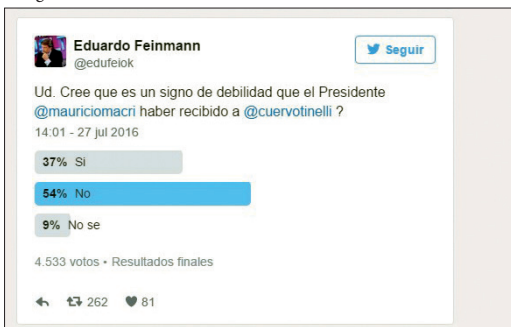 Eduardo Feinmann
@edufeiok
Seguir
Ud. Cree que es un signo de debilidad que el Presidente
@mauriciomacri haber recibido a @cuervotinelli ?
14:01 - 27 jul 2016
37% Si
54% No
9% No se
4.533 votos • Resultados finales
262 81